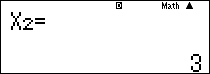 D Math ▲
X2=
3